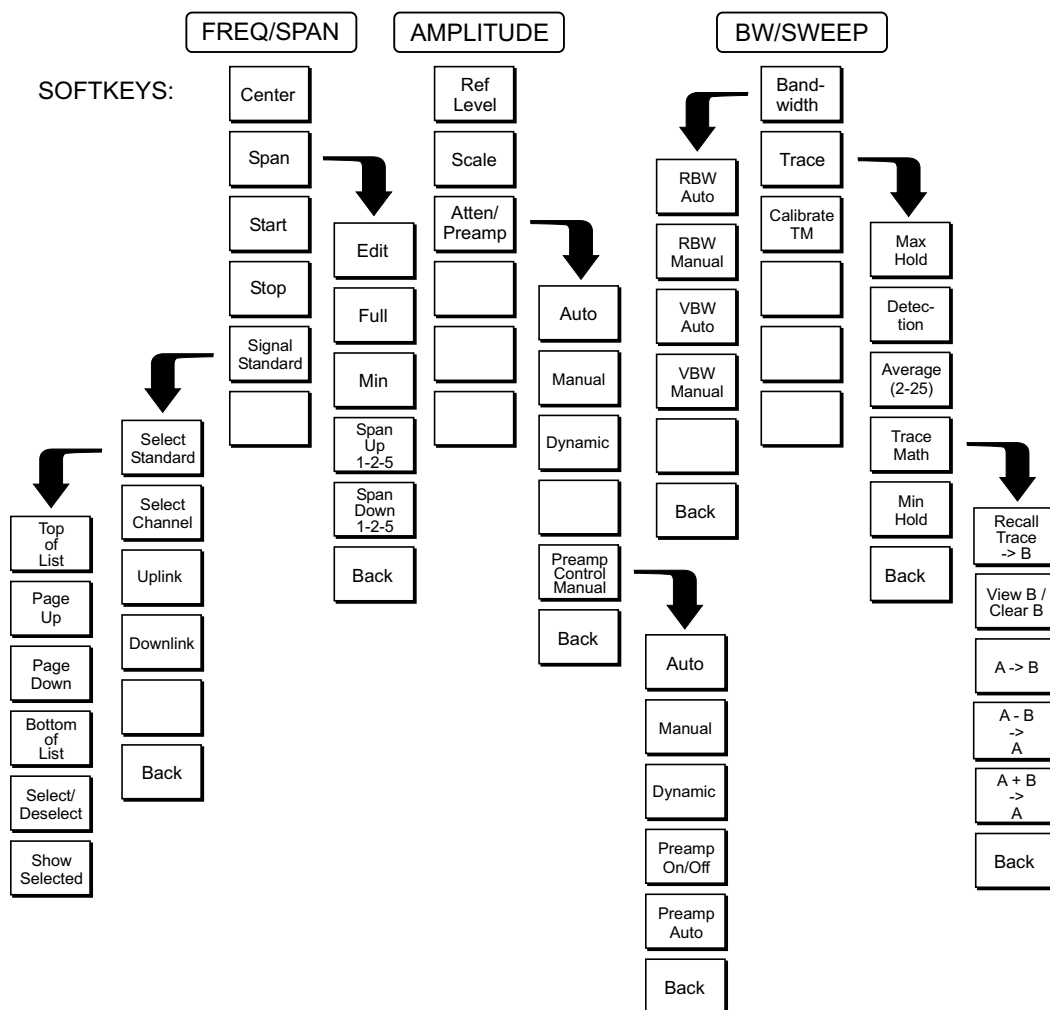 FREQ/SPAN
AMPLITUDE
BW/SWEEP
SOFTKEYS:
Center
Span
Start
Stop
Signal
Standard
Select
Standard
Select
Channel
Uplink
Downlink
Back
Top
of
List
Page
Up
Page
Down
Bottom
of
List
Select/
Deselect
Show
Selected
Edit
Full
Min
Span
Up
1-2-5
Span
Down
1-2-5
Back
Ref
Level
Scale
Atten/
Preamp
Auto
Manual
Dynamic
Preamp
Control
Manual
Back
Auto
Manual
Dynamic
Preamp
On/Off
Preamp
Auto
Back
Band-
width
Trace
Calibrate
TM
RBW
Auto
RBW
Manual
VBW
Auto
VBW
Manual
Back
Max
Hold
Detec-
tion
Average
(2-25)
Trace
Math
Min
Hold
Back
Recall
Trace
-> B
View B /
Clear B
A -> B
A - B
->
A
A + B
->
A
Back